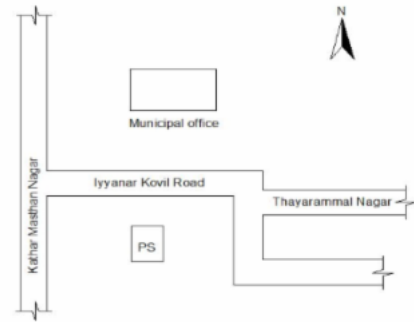 N
Municipal office
Kathar Masthan Nagar
Iyyanar Kovil Road
Thayarammal Nagar
PS